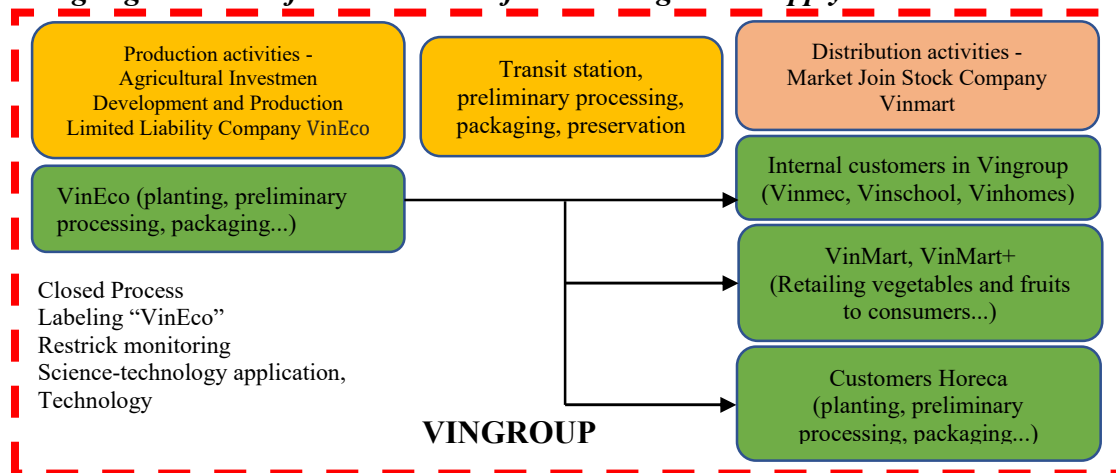 Production activities -
Agricultural Investmen
Development and Production
Limited Liability Company VinEco
Transit station,
preliminary processing,
packaging, preservation
Distribution activities -
Market Join Stock Company
Vinmart
VinEco (planting, preliminary
processing, packaging...)
Internal customers in Vingroup
(Vinmec, Vinschool, Vinhomes)
VinMart, VinMart+
(Retailing vegetables and fruits
to consumers...)
Closed Process
Labeling “VinEco”
Restrick monitoring
Science-technology application,
Technology
Customers Horeca
(planting, preliminary
processing, packaging...)
VINGROUP